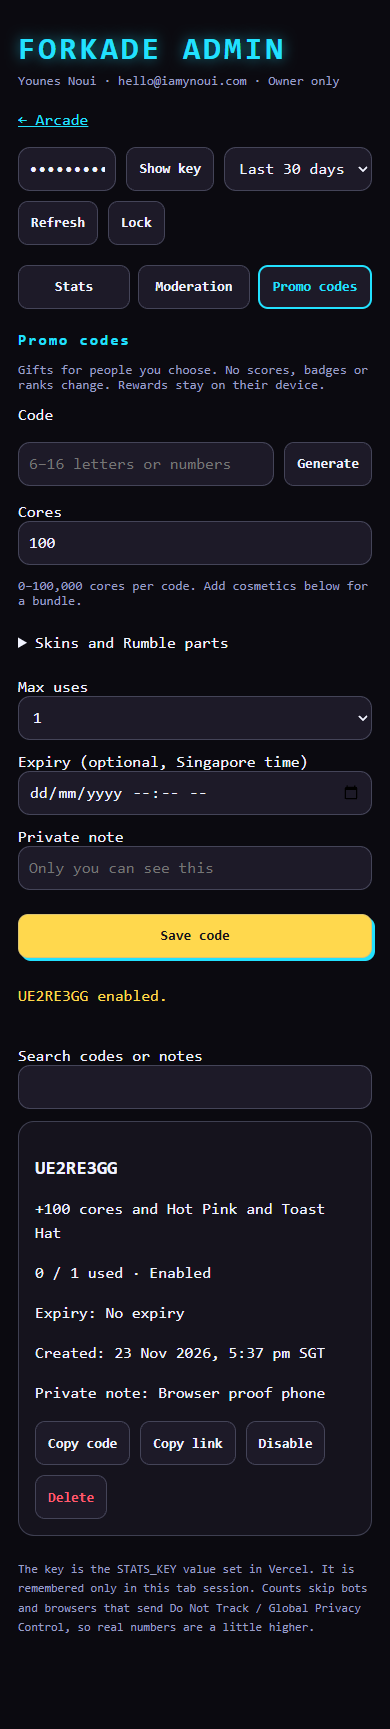 FORKADE ADMIN
Younes Noui · hello@iamynoui.com · Owner only
← Arcade
Show key
Last 30 days
Refresh
Lock
Stats
Moderation
Promo codes
Promo codes
Gifts for people you choose. No scores, badges or
ranks change. Rewards stay on their device.
Code
6–16 letters or numbers
Generate
Cores
100
0–100,000 cores per code. Add cosmetics below for
a bundle.
▶ Skins and Rumble parts
Max uses
1
Expiry (optional, Singapore time)
dd/mm/yyyy --:-- --
Private note
Only you can see this
Save code
UE2RE3GG enabled.
Search codes or notes
UE2RE3GG
+100 cores and Hot Pink and Toast
Hat
0 / 1 used · Enabled
Expiry: No expiry
Created: 23 Nov 2026, 5:37 pm SGT
Private note: Browser proof phone
Copy code
Copy link
Disable
Delete
The key is the STATS_KEY value set in Vercel. It is
remembered only in this tab session. Counts skip bots
and browsers that send Do Not Track / Global Privacy
Control, so real numbers are a little higher.